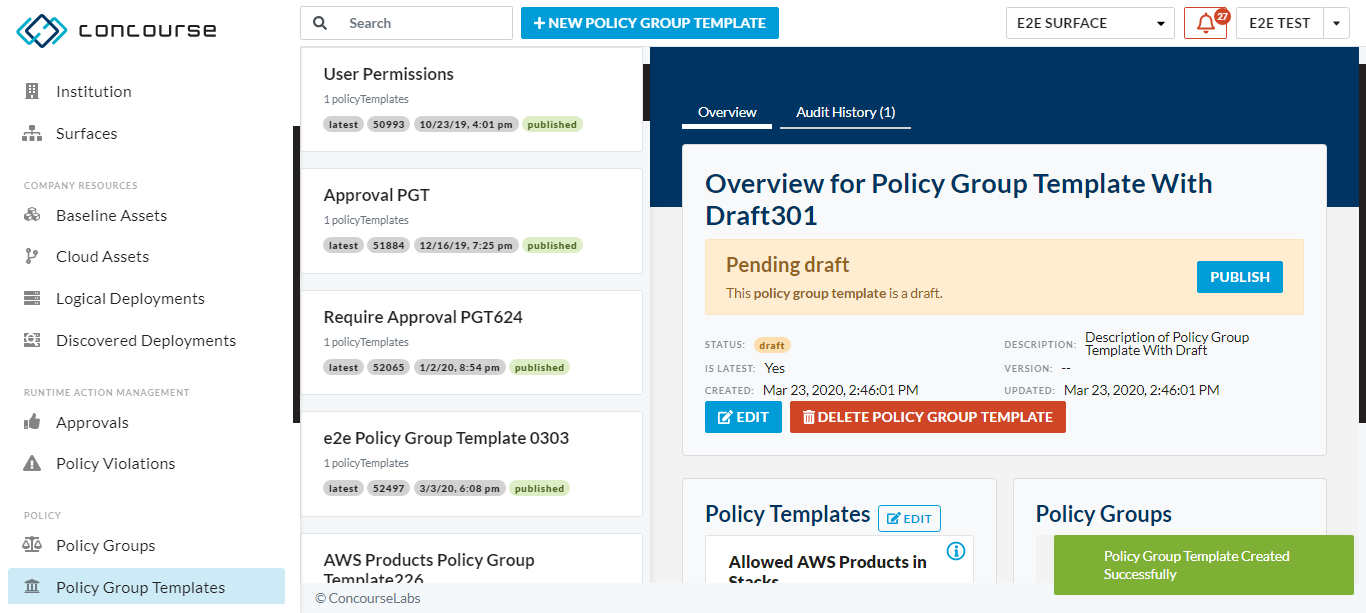 concourse
Search
NEW POLICY GROUP TEMPLATE
E2E SURFACE
27
E2E TEST
Institution
Surfaces
COMPANY RESOURCES
Baseline Assets
Cloud Assets
Logical Deployments
Discovered Deployments
RUNTIME ACTION MANAGEMENT
Approvals
Policy Violations
POLICY
Policy Groups
Policy Group Templates
User Permissions
1 policyTemplates
latest 50993 10/23/19, 4:01 pm published
Approval PGT
1 policyTemplates
latest 51884 12/16/19, 7:25 pm published
Require Approval PGT624
1 policyTemplates
latest 52065 1/2/20, 8:54 pm published
e2e Policy Group Template 0303
1 policyTemplates
latest 52497 3/3/20, 6:08 pm published
AWS Products Policy Group
Template226
© ConcourseLabs
Overview
Audit History (1)
Overview for Policy Group Template With
Draft301
Pending draft
This policy group template is a draft.
PUBLISH
STATUS: draft
IS LATEST: Yes
CREATED: Mar 23, 2020, 2:46:01 PM
DESCRIPTION: Description of Policy Group
Template With Draft
VERSION: --
UPDATED: Mar 23, 2020, 2:46:01 PM
EDIT
DELETE POLICY GROUP TEMPLATE
Policy Templates
EDIT
Allowed AWS Products in
Stacks
Policy Groups
Policy Group Template Created
Successfully